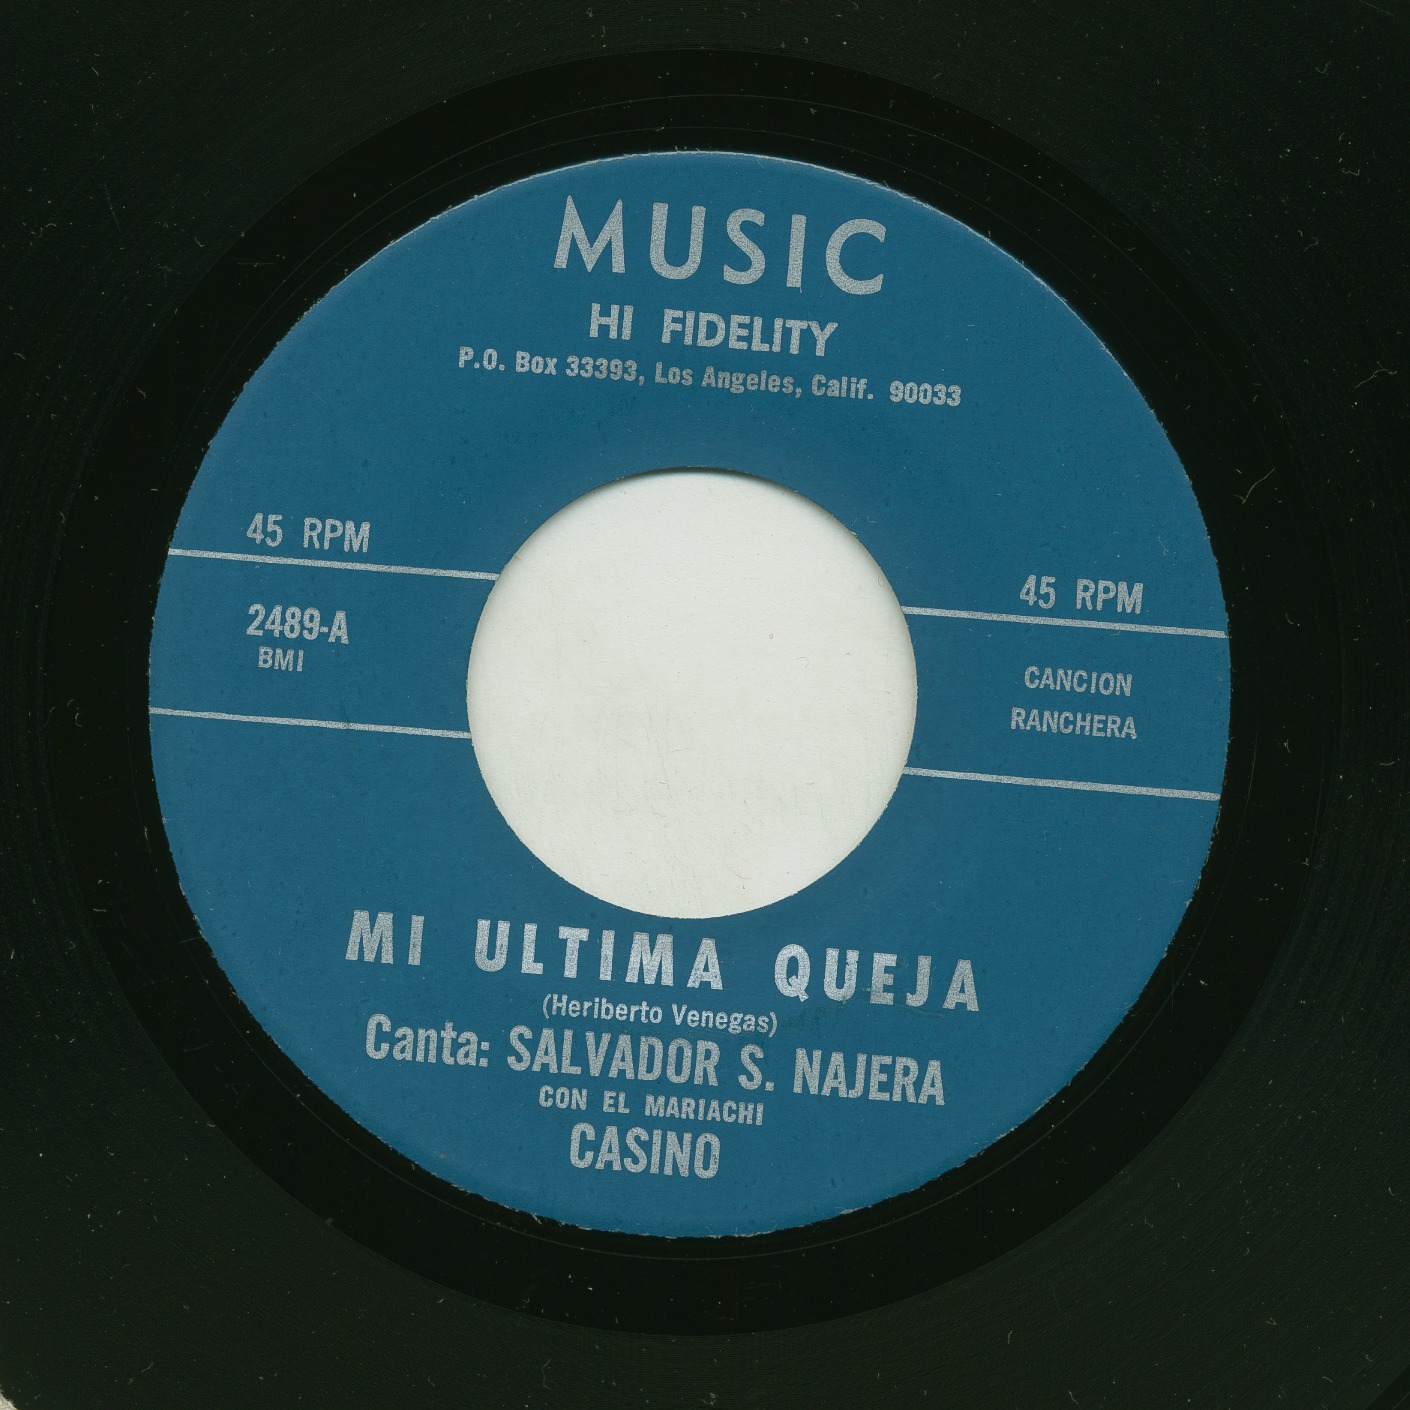 MUSIC
HI FIDELITY
P.O. Box 33393, Los Angeles, Calif. 90033
45 RPM
2489-A
BMI
45 RPM
CANCION
RANCHERA
MI ULTIMA QUEJA
(Heriberto Venegas)
Canta: SALVADOR S. NAJERA
CON EL MARIACHI
CASINO